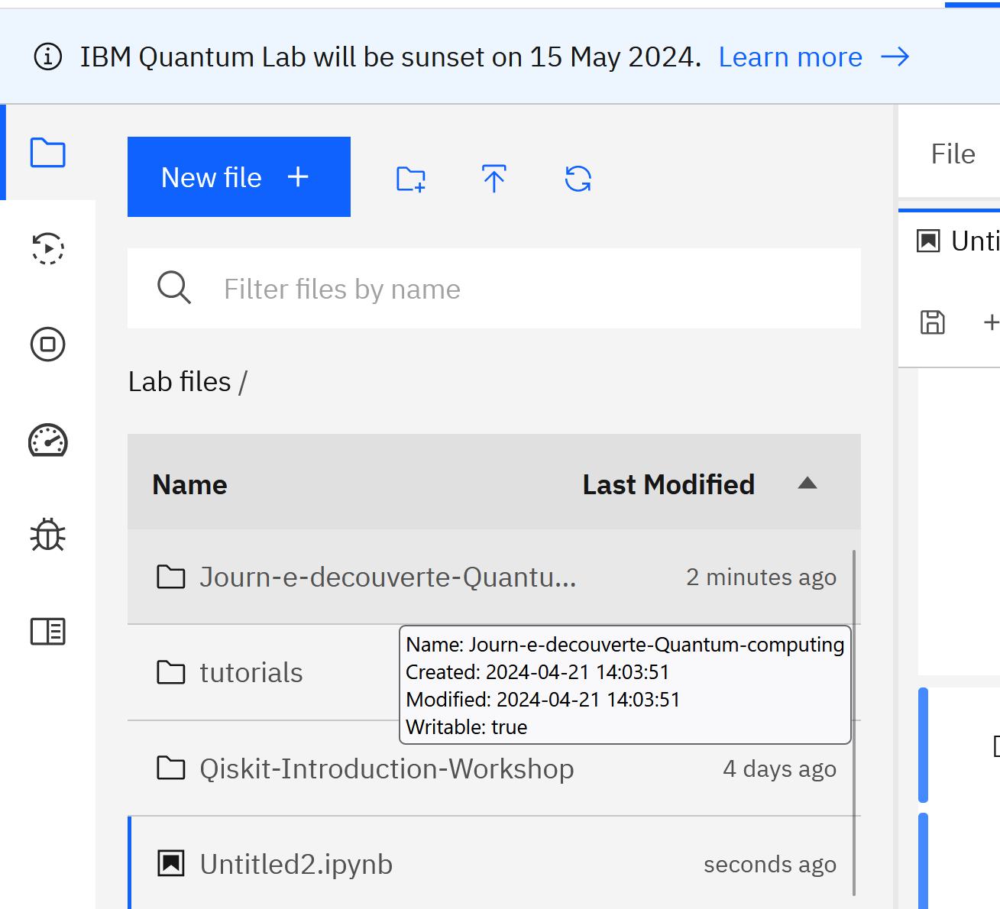 IBM Quantum Lab will be sunset on 15 May 2024. Learn more →
New file +
File
Filter files by name
Unti
Lab files /
Name Last Modified
Journ-e-decouverte-Quantu... 2 minutes ago
tutorials
Name: Journ-e-decouverte-Quantum-computing
Created: 2024-04-21 14:03:51
Modified: 2024-04-21 14:03:51
Writable: true
Qiskit-Introduction-Workshop 4 days ago
Untitled2.ipynb seconds ago